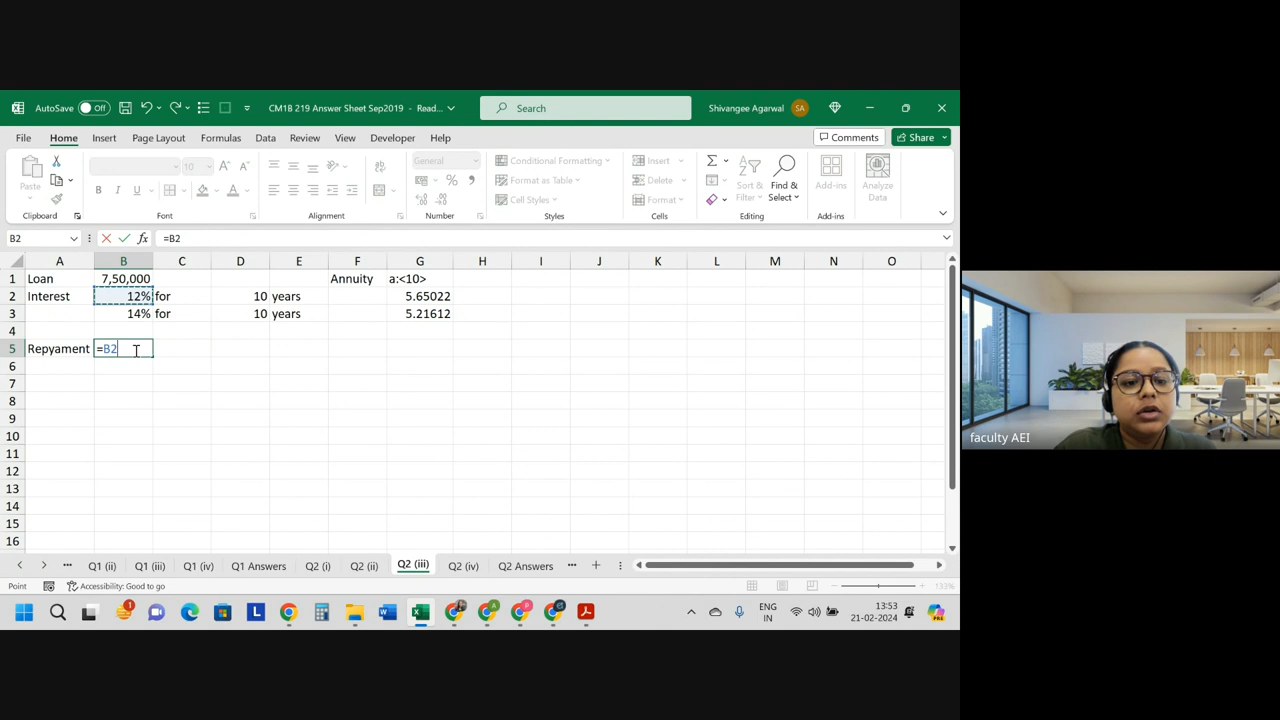 AutoSave Off CM1B 219 Answer Sheet Sep2019 - Read... Search Shivangee Agarwal SA
File Home Insert Page Layout Formulas Data Review View Developer Help Comments Share
Paste General Conditional Formatting Insert
10 Format as Table Delete Sort & Find & Add-ins Analyze
B I U Cell Styles Format Filter Select Data
Clipboard Font Alignment Number Styles Cells Editing Add-ins
B2 fx =B2
A B C D E F G H I J K L M N O
1 Loan 7,50,000 Annuity a:<10>
2 Interest 12% for 10 years 5.65022
3 14% for 10 years 5.21612
4
5 Repyament =B2
6
7
8
9
10
11
12
13
14
15
16
Q1 (ii) Q1 (iii) Q1 (iv) Q1 Answers Q2 (i) Q2 (ii) Q2 (iii) Q2 (iv) Q2 Answers
Point Accessibility: Good to go 133%
ENG IN 13:53 21-02-2024
faculty AEI